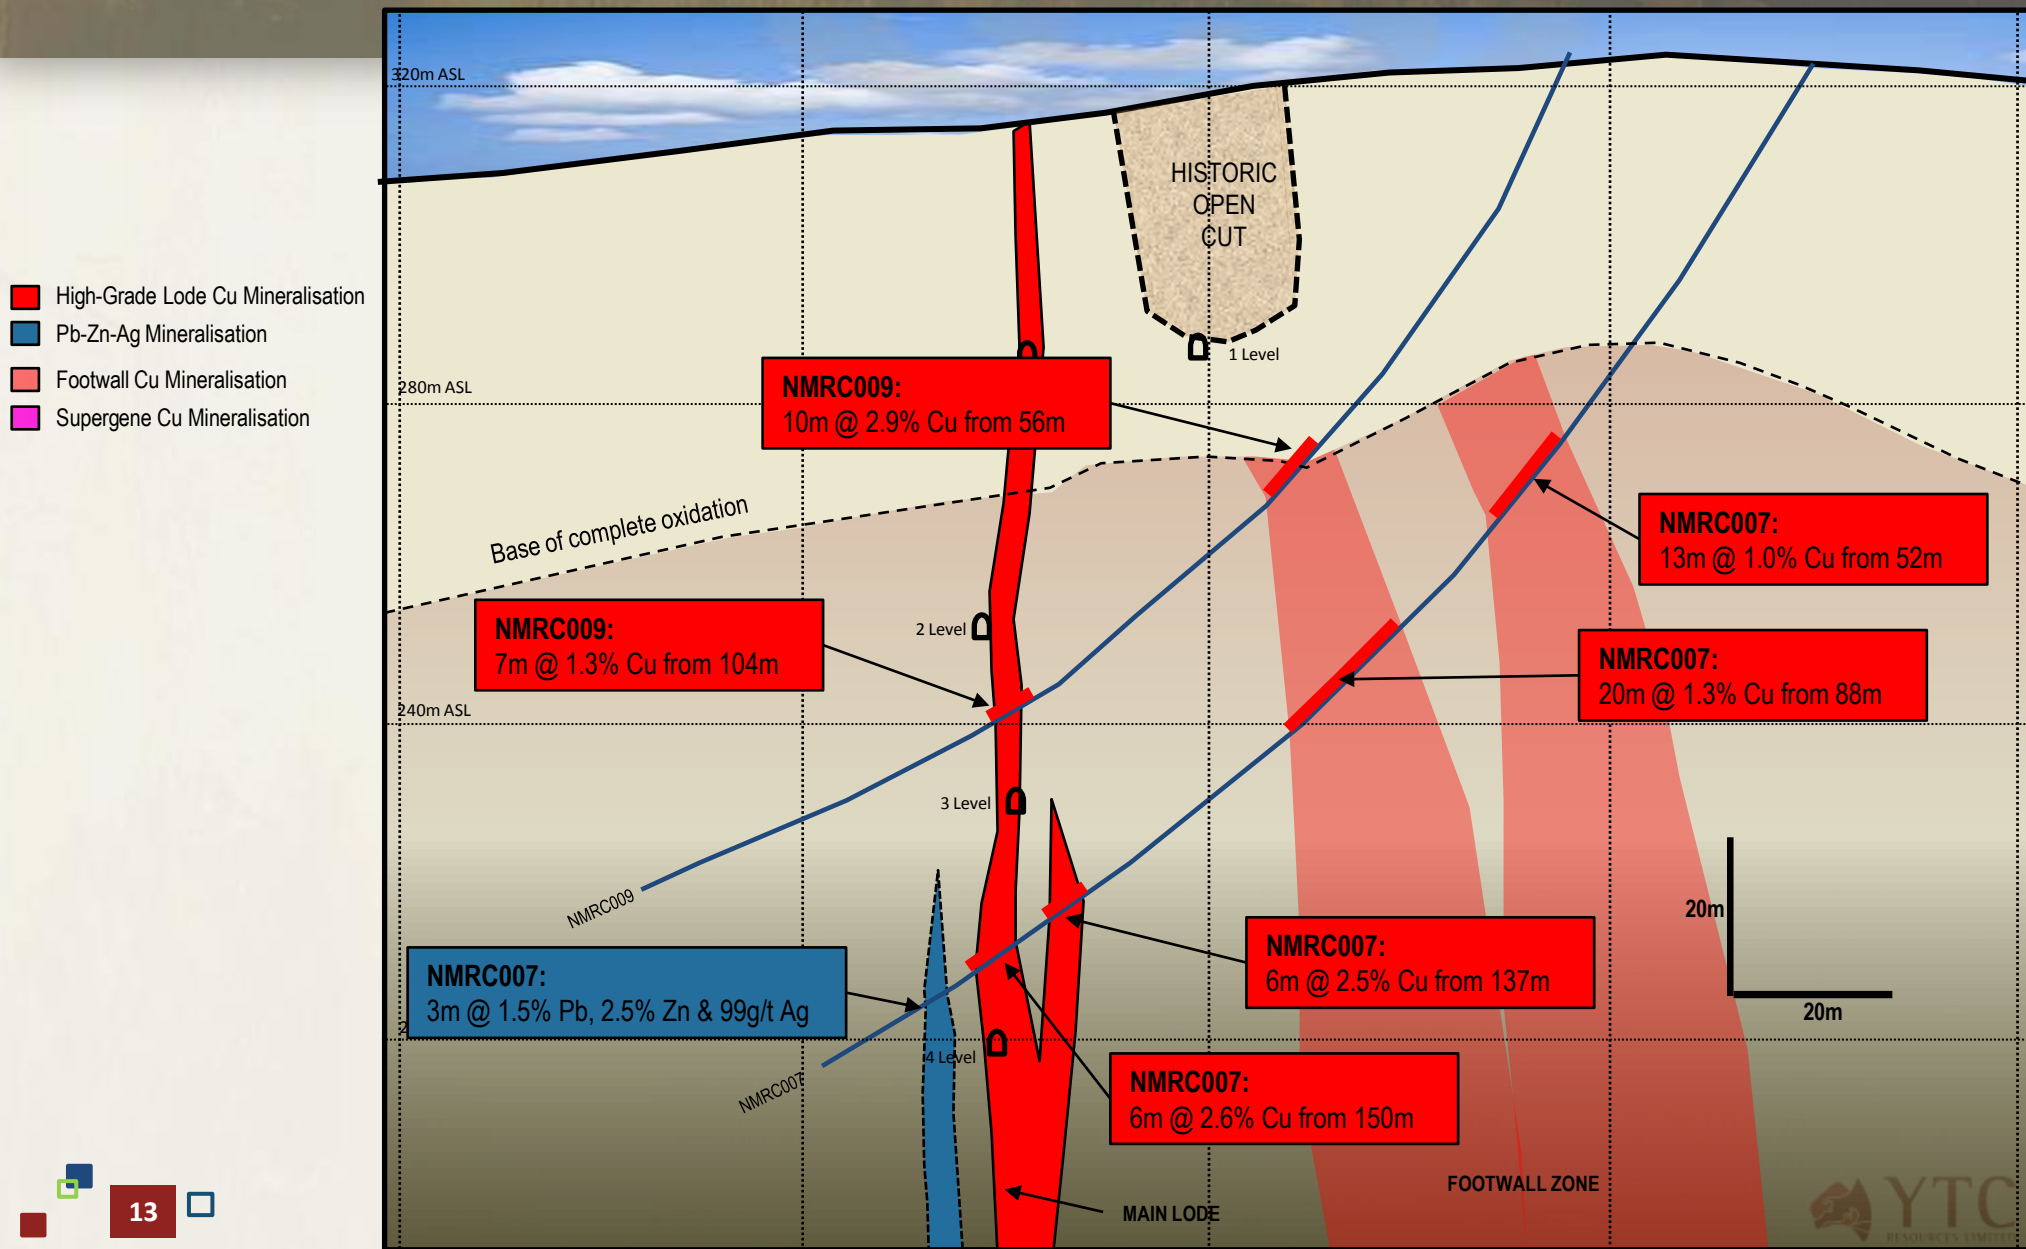 320m ASL
HISTORIC
OPEN
CUT
High-Grade Lode Cu Mineralisation
Pb-Zn-Ag Mineralisation
Footwall Cu Mineralisation
Supergene Cu Mineralisation
1 Level
280m ASL
NMRC009:
10m @ 2.9% Cu from 56m
Base of complete oxidation
NMRC007:
13m @ 1.0% Cu from 52m
NMRC009:
7m @ 1.3% Cu from 104m
2 Level
NMRC007:
20m @ 1.3% Cu from 88m
240m ASL
3 Level
NMRC009
20m
20m
NMRC007:
6m @ 2.5% Cu from 137m
NMRC007:
3m @ 1.5% Pb, 2.5% Zn & 99g/t Ag
4 Level
NMRC007
NMRC007:
6m @ 2.6% Cu from 150m
FOOTWALL ZONE
MAIN LODE
13
YTC
RESOURCES LIMITED